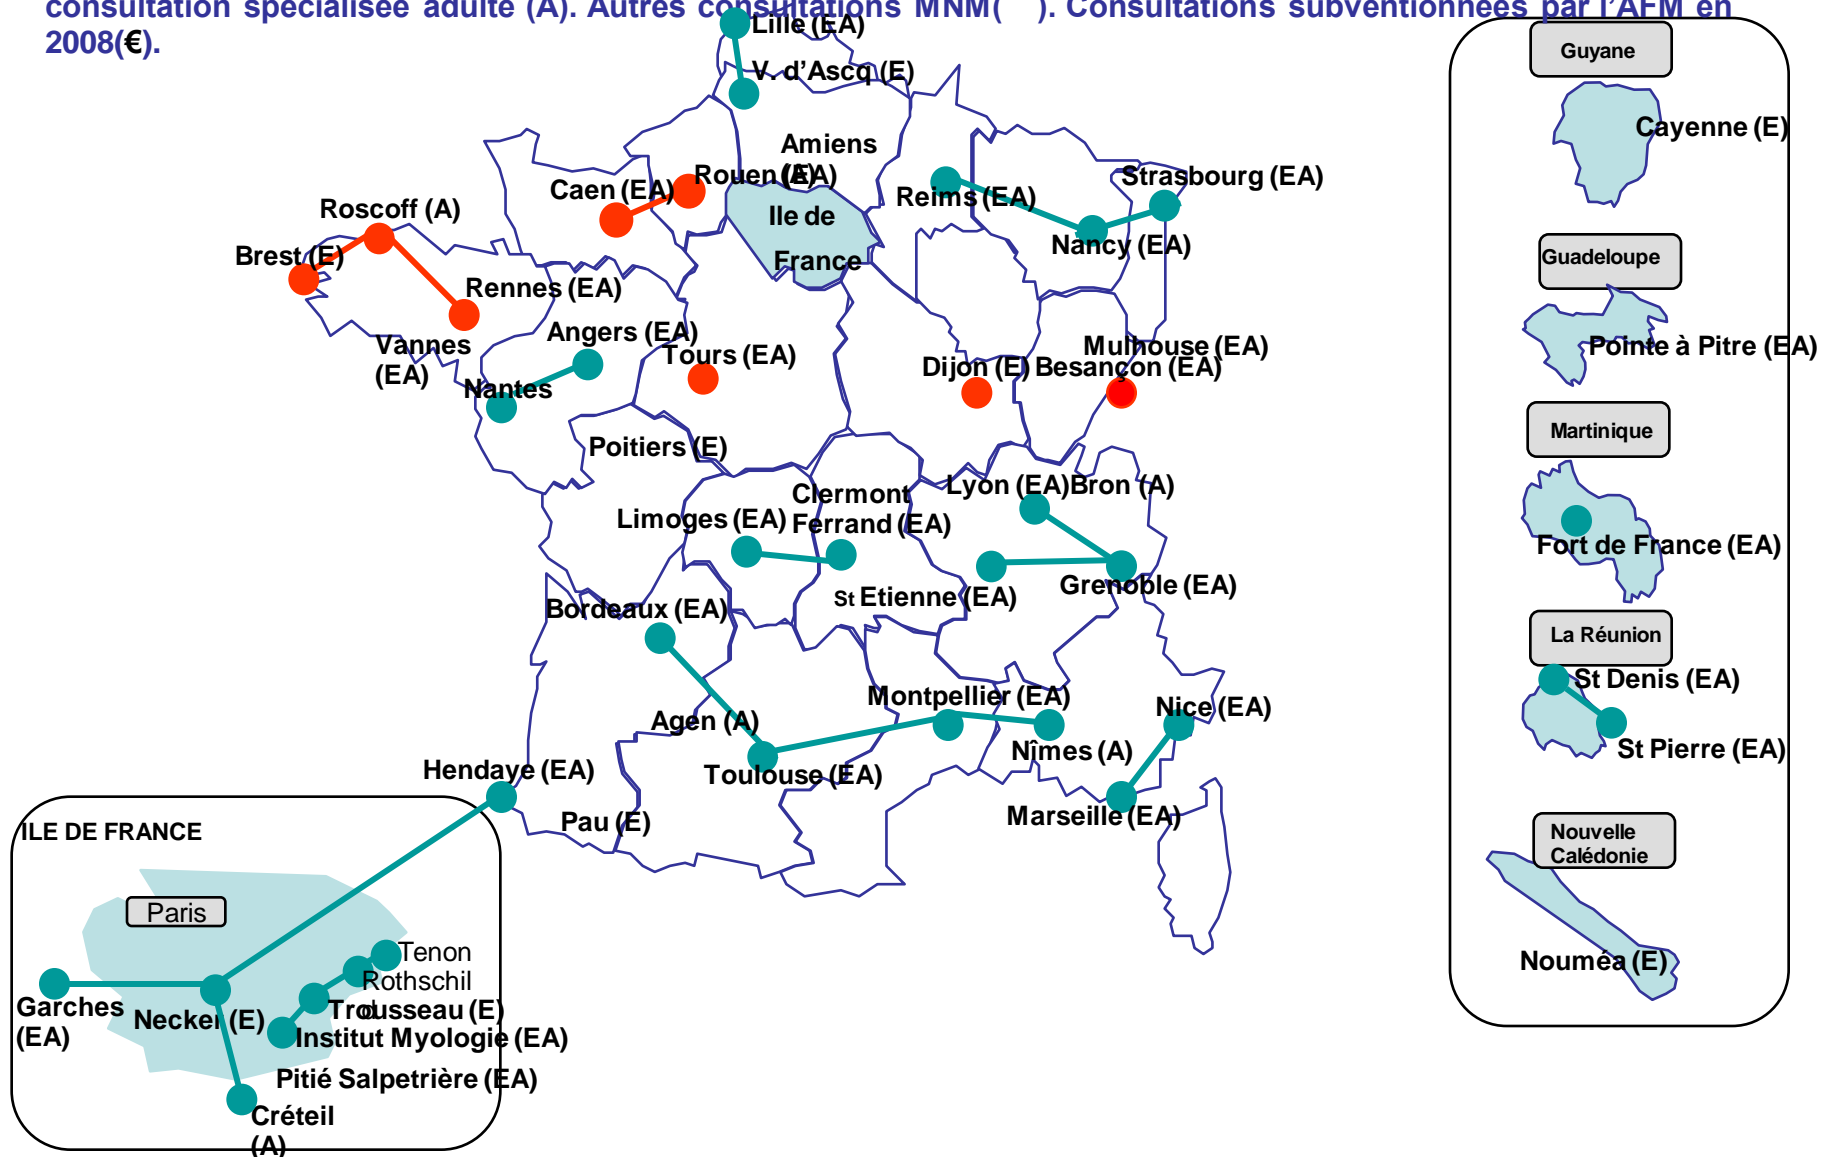 consultation spécialisée adulte (A). Autres consultations MNM( ). Consultations subventionnées par l'AFM en
2008(€).
Lille (EA)
V. d'Ascq (E)
Amiens
(EA)
Rouen (A)
Caen (EA)
Ile de
France
Reims (EA)
Strasbourg (EA)
Nancy (EA)
Roscoff (A)
Brest (E)
Rennes (EA)
Vannes
(EA)
Angers (EA)
Nantes
Tours (EA)
Mulhouse (EA)
Dijon (E)
Besançon (EA)
Poitiers (E)
Limoges (EA)
Clermont
Ferrand (EA)
Lyon (EA)
Bron (A)
St Etienne (EA)
Grenoble (EA)
Bordeaux (EA)
Agen (A)
Montpellier (EA)
Nice (EA)
Nîmes (A)
Toulouse (EA)
Marseille (EA)
Hendaye (EA)
Pau (E)
ILE DE FRANCE
Paris
Tenon
Rothschil
d
Trousseau (E)
Garches
(EA)
Necker (E)
Institut Myologie (EA)
Pitié Salpetrière (EA)
Créteil
(A)
Guyane
Cayenne (E)
Guadeloupe
Pointe à Pitre (EA)
Martinique
Fort de France (EA)
La Réunion
St Denis (EA)
St Pierre (EA)
Nouvelle
Calédonie
Nouméa (E)